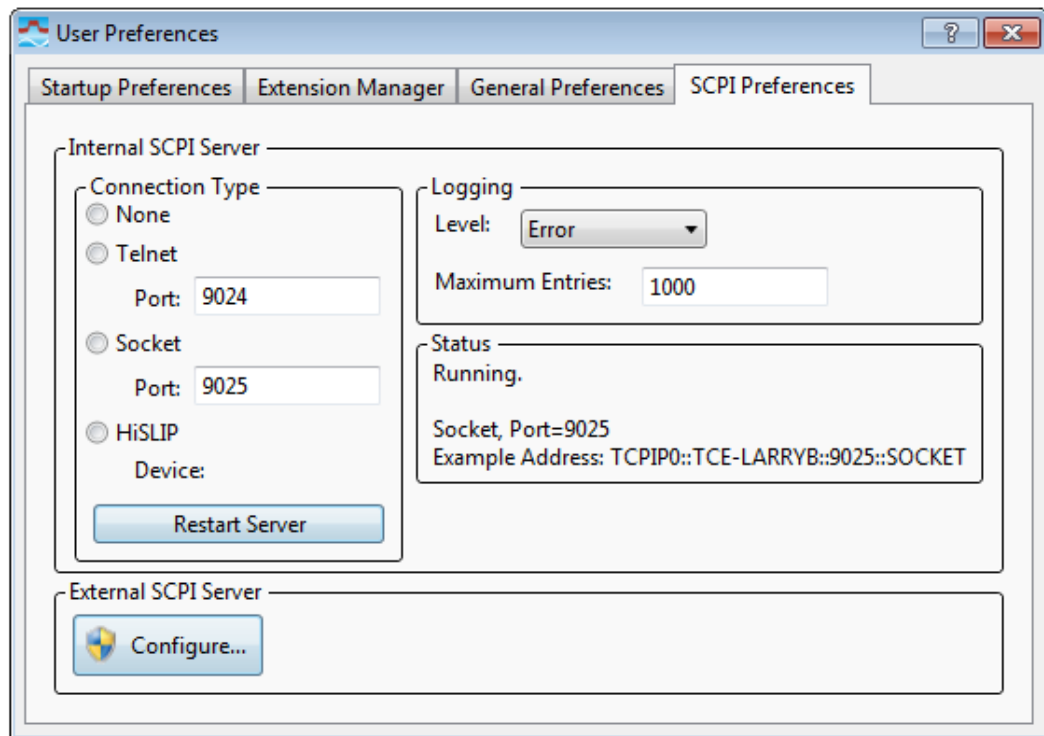 User Preferences
Startup Preferences
Extension Manager
General Preferences
SCPI Preferences
Internal SCPI Server
Connection Type
None
Telnet
Port: 9024
Socket
Port: 9025
HiSLIP
Device:
Restart Server
Logging
Level: Error
Maximum Entries: 1000
Status
Running.
Socket, Port=9025
Example Address: TCPIP0::TCE-LARRYB::9025::SOCKET
External SCPI Server
Configure...